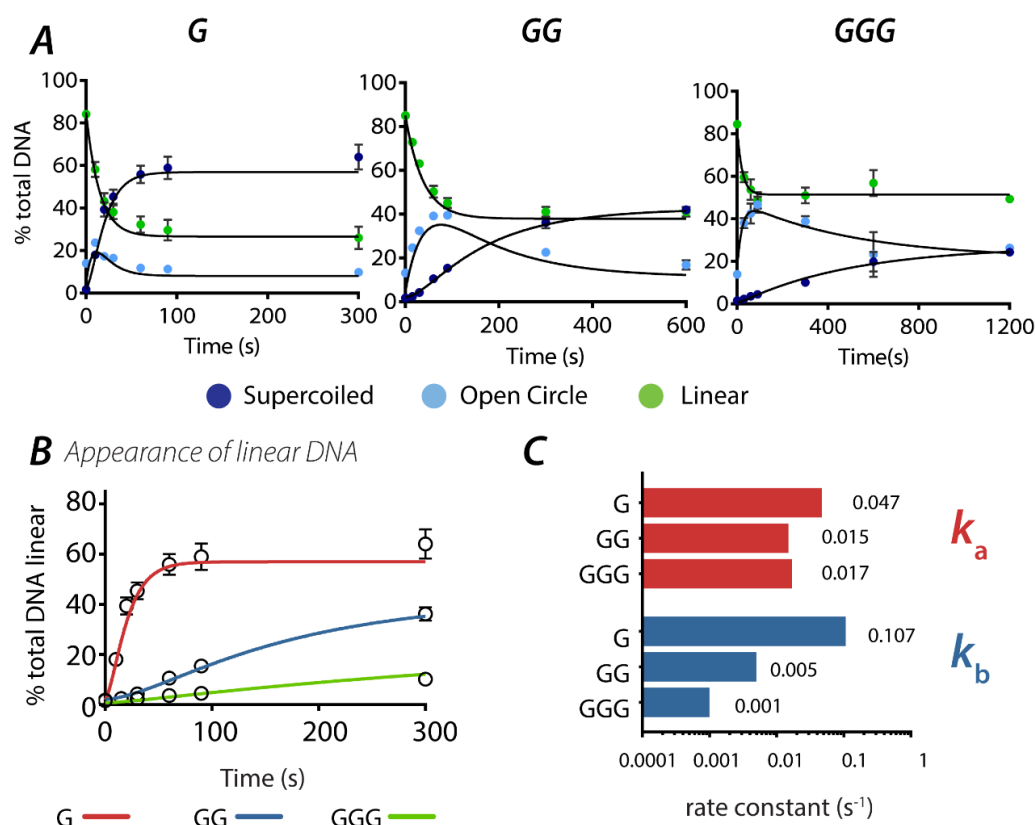 A
G
GG
GGG
% total DNA
100
80
60
40
20
0
0
100
200
300
Time (s)
100
80
60
40
20
0
0
200
400
600
Time (s)
100
80
60
40
20
0
0
400
800
1200
Time(s)
Supercoiled
Open Circle
Linear
B Appearance of linear DNA
% total DNA linear
80
60
40
20
0
0
100
200
300
Time (s)
G
GG
GGG
C
G
0.047
GG
0.015
GGG
0.017
ka
G
0.107
GG
0.005
GGG
0.001
kb
0.0001
0.001
0.01
0.1
1
rate constant (s⁻¹)